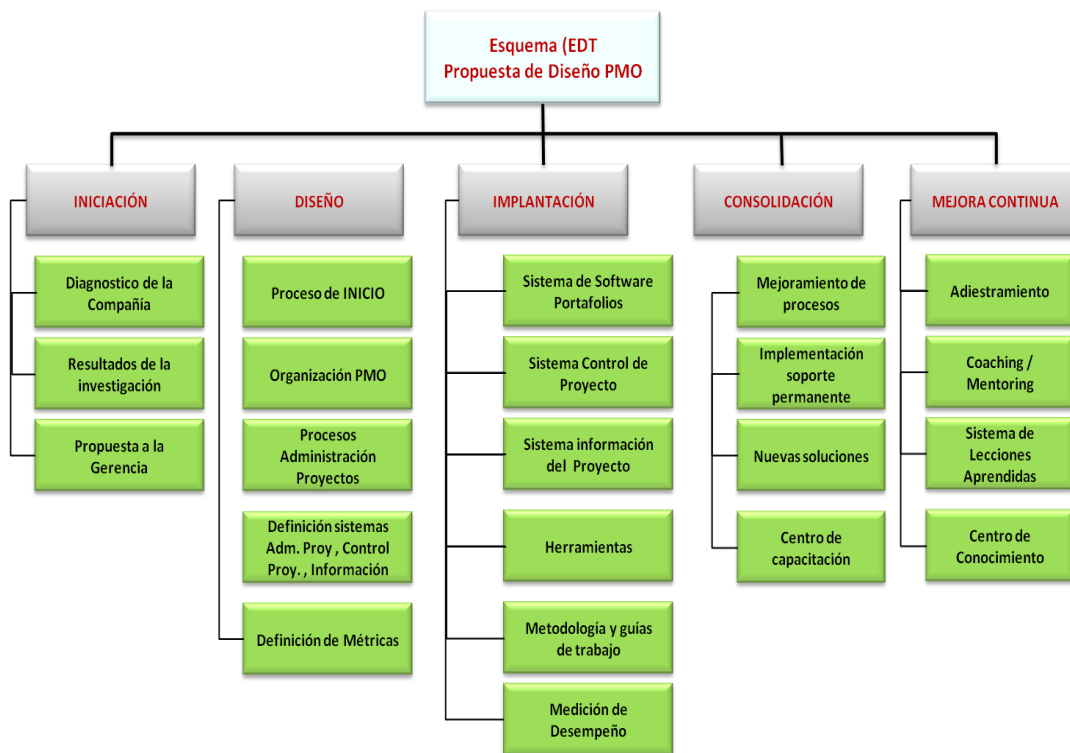 Esquema (EDT
Propuesta de Diseño PMO
INICIACIÓN
Diagnostico de la
Compañía
Resultados de la
investigación
Propuesta a la
Gerencia
DISEÑO
Proceso de INICIO
Organización PMO
Procesos
Administración
Proyectos
Definición sistemas
Adm. Proy , Control
Proy. , Información
Definición de Métricas
IMPLANTACIÓN
Sistema de Software
Portafolios
Sistema Control de
Proyecto
Sistema información
del Proyecto
Herramientas
Metodología y guías
de trabajo
Medición de
Desempeño
CONSOLIDACIÓN
Mejoramiento de
procesos
Implementación
soporte
permanente
Nuevas soluciones
Centro de
capacitación
MEJORA CONTINUA
Adiestramiento
Coaching /
Mentoring
Sistema de
Lecciones
Aprendidas
Centro de
Conocimiento